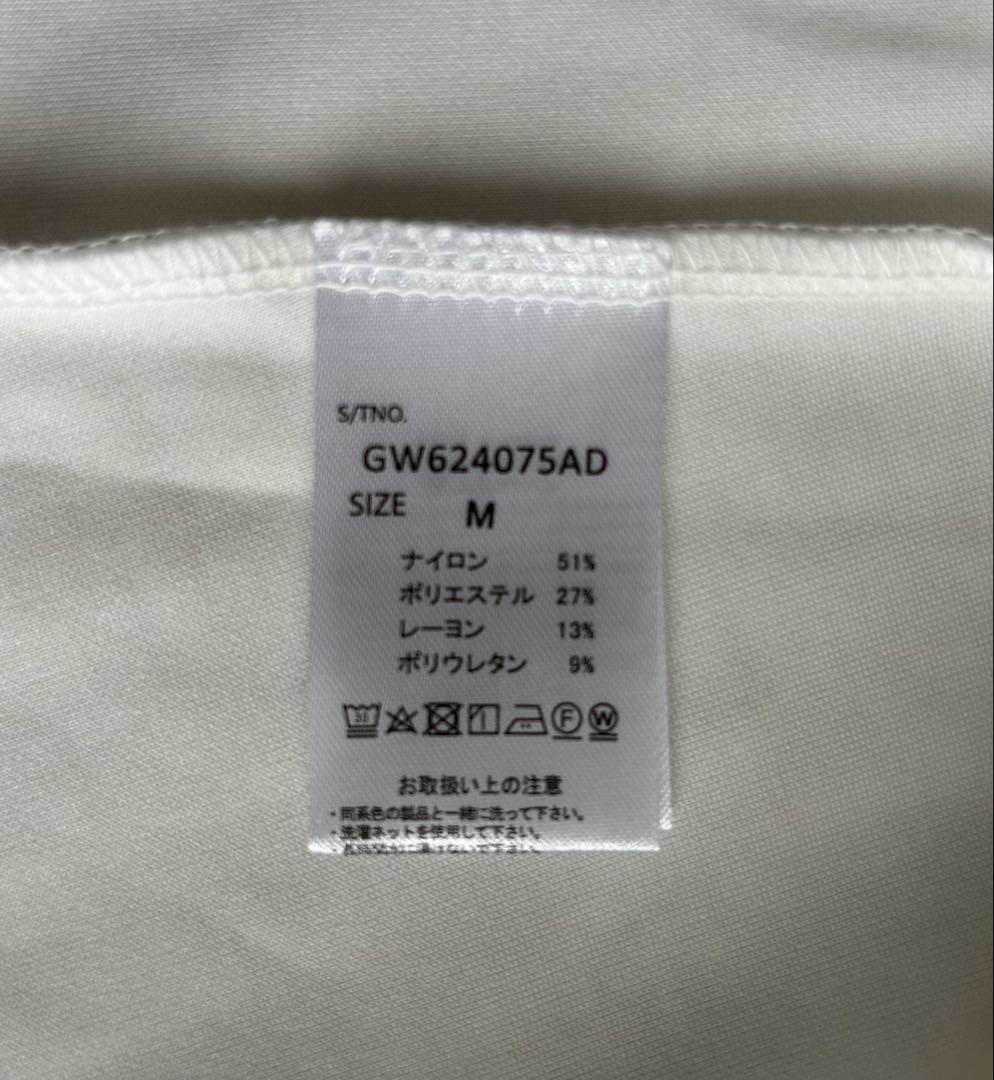 S/TNO.
GW624075AD
SIZE M
ナイロン 51%
ポリエステル 27%
レーヨン 13%
ポリウレタン 9%
30 F W
お取扱い上の注意
・同系色の製品と一緒に洗って下さい。
・洗濯ネットを使用して下さい。